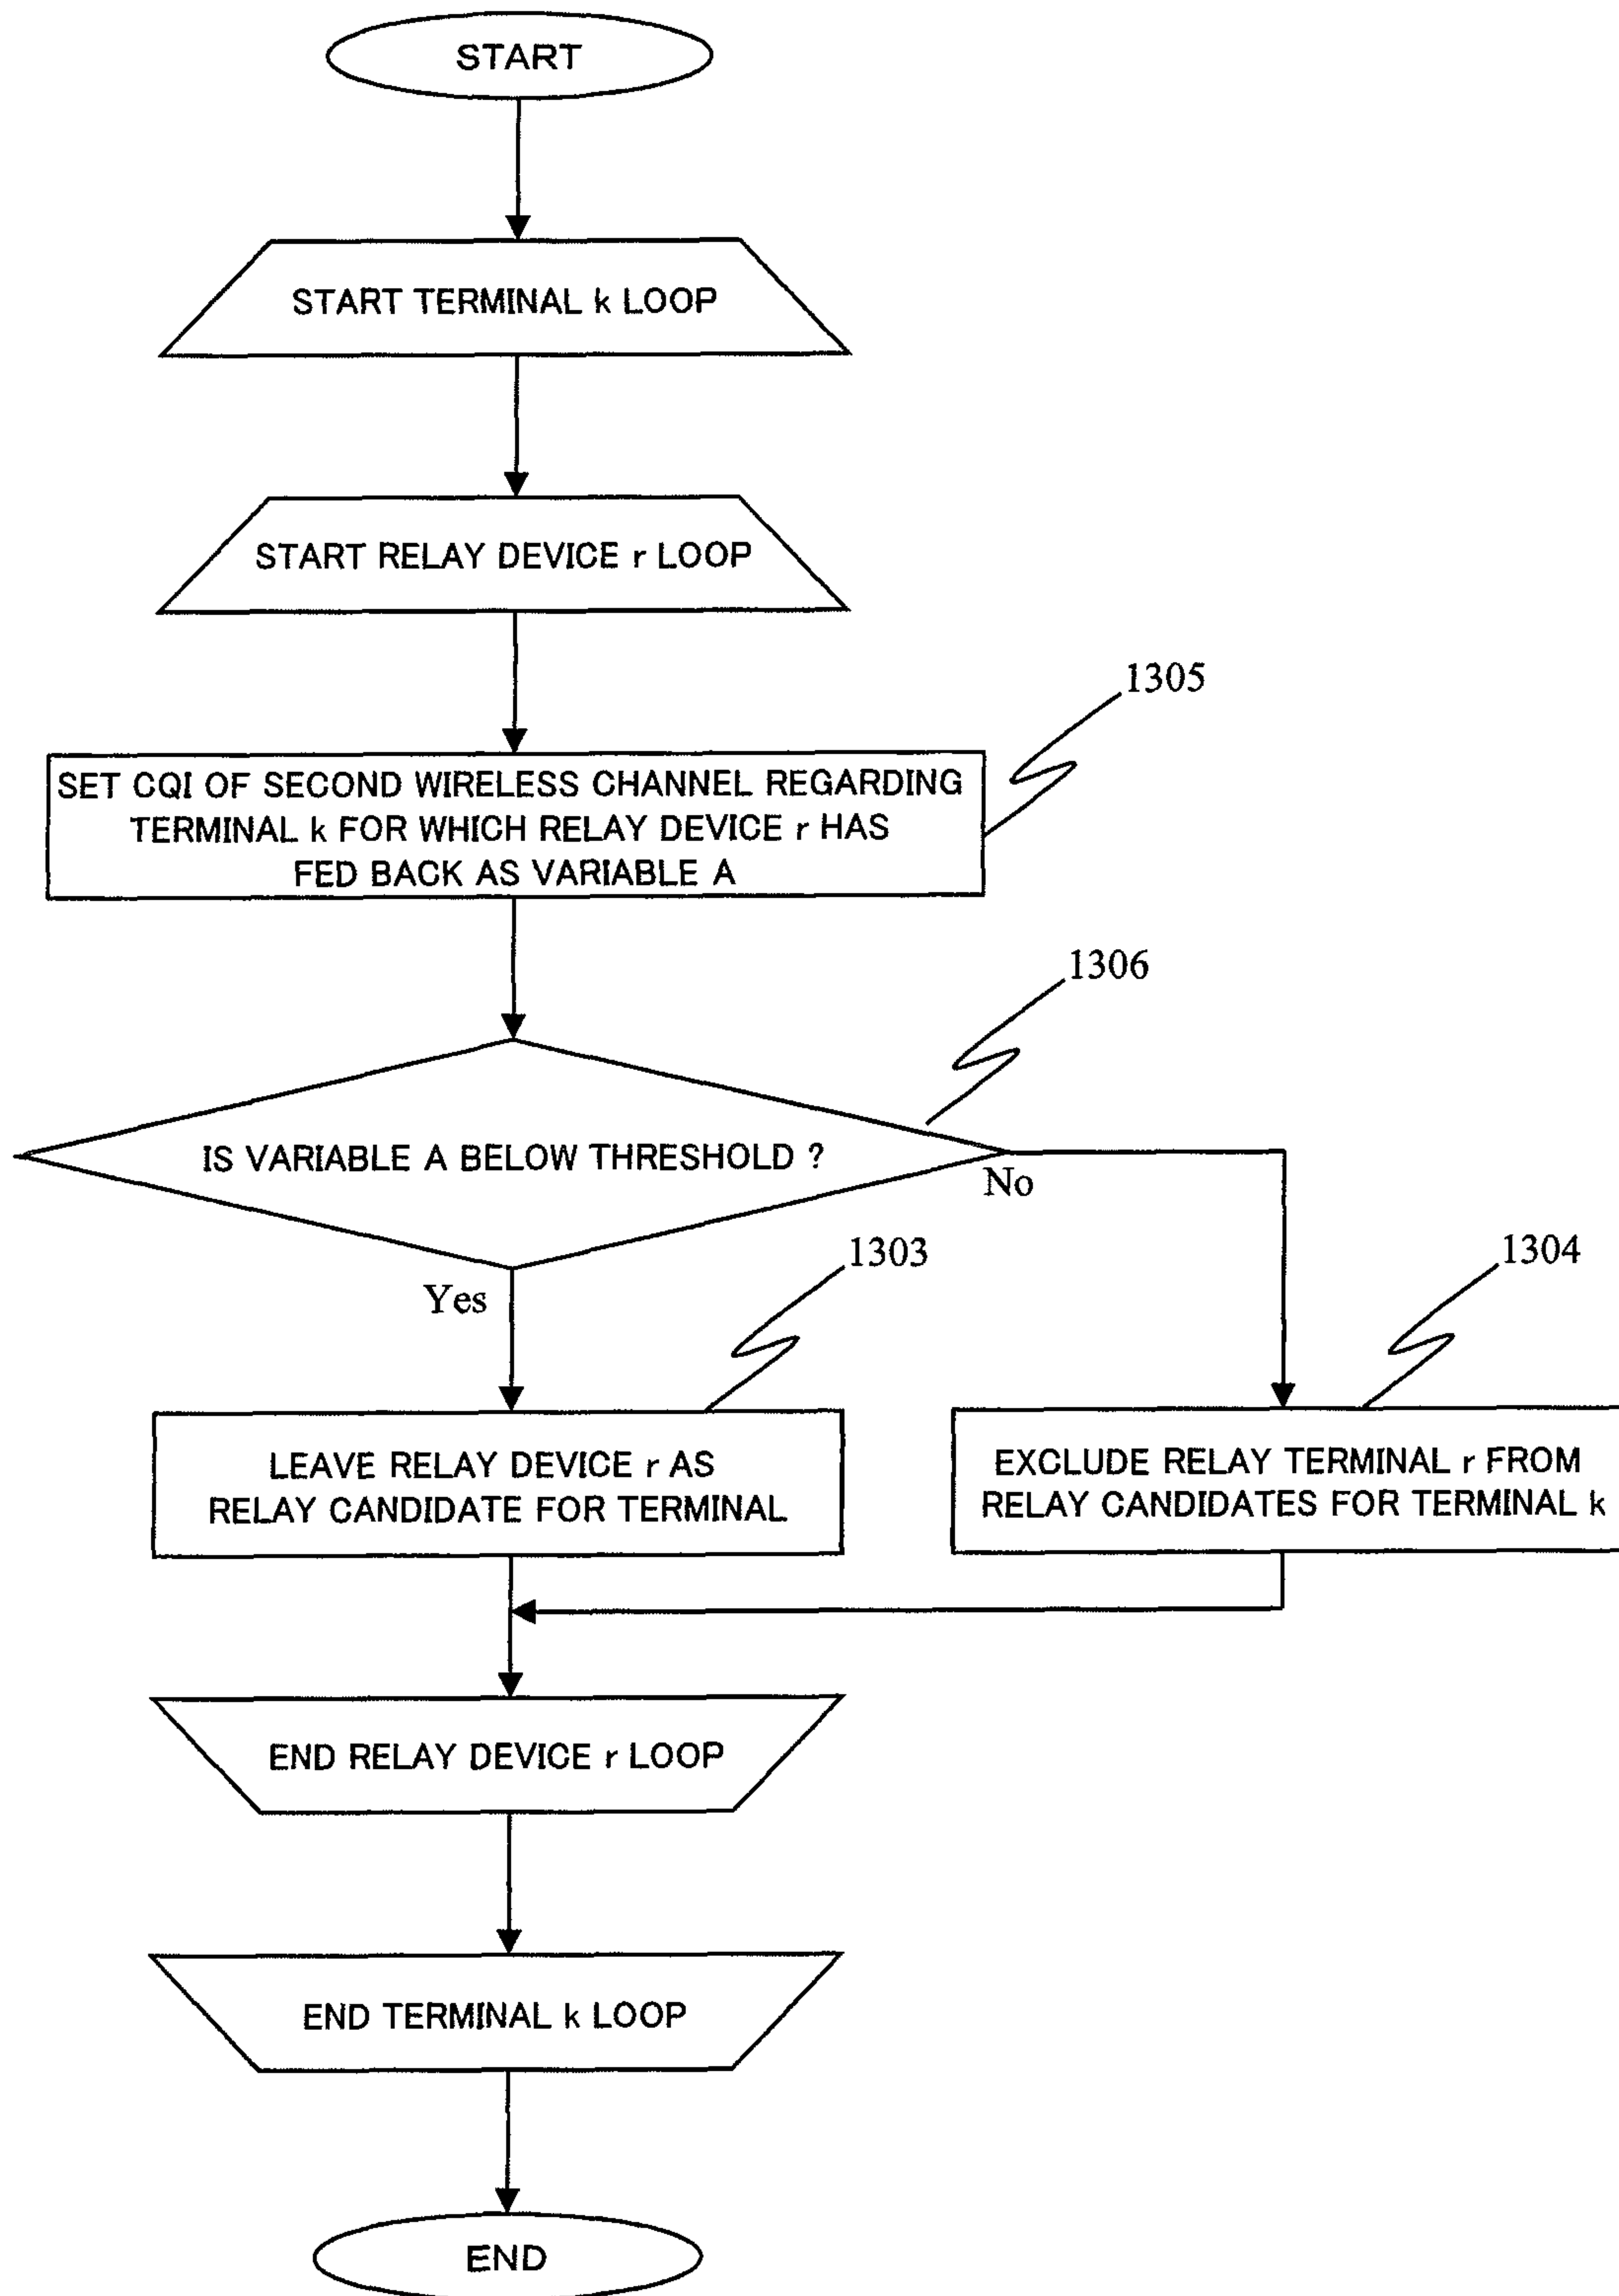 START
START TERMINAL k LOOP
START RELAY DEVICE r LOOP
1305
SET CQI OF SECOND WIRELESS CHANNEL REGARDING
TERMINAL k FOR WHICH RELAY DEVICE r HAS
FED BACK AS VARIABLE A
1306
IS VARIABLE A BELOW THRESHOLD ?
No
Yes
1303
1304
LEAVE RELAY DEVICE r AS
RELAY CANDIDATE FOR TERMINAL
EXCLUDE RELAY TERMINAL r FROM
RELAY CANDIDATES FOR TERMINAL k
END RELAY DEVICE r LOOP
END TERMINAL k LOOP
END